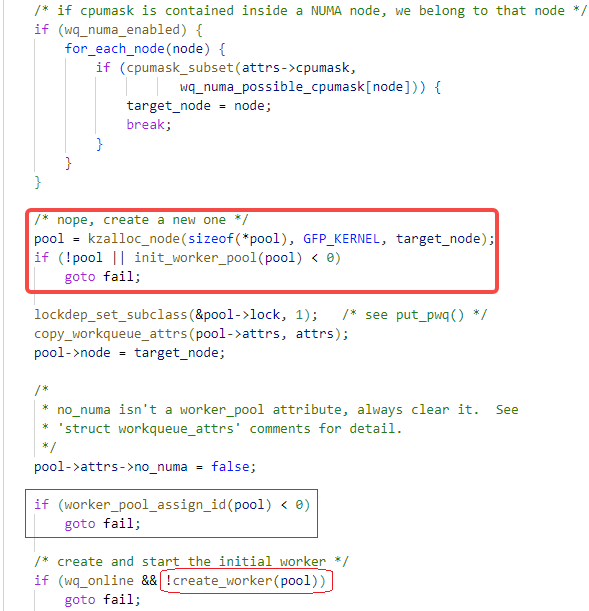 /* if cpumask is contained inside a NUMA node, we belong to that node */
if (wq_numa_enabled) {
for_each_node(node) {
if (cpumask_subset(attrs->cpumask,
wq_numa_possible_cpumask[node])) {
target_node = node;
break;
}
}
}
/* nope, create a new one */
pool = kzalloc_node(sizeof(*pool), GFP_KERNEL, target_node);
if (!pool || init_worker_pool(pool) < 0)
goto fail;
lockdep_set_subclass(&pool->lock, 1);   /* see put_pwq() */
copy_workqueue_attrs(pool->attrs, attrs);
pool->node = target_node;
/*
* no_numa isn't a worker_pool attribute, always clear it.  See
* 'struct workqueue_attrs' comments for detail.
*/
pool->attrs->no_numa = false;
if (worker_pool_assign_id(pool) < 0)
goto fail;
/* create and start the initial worker */
if (wq_online && !create_worker(pool))
goto fail;